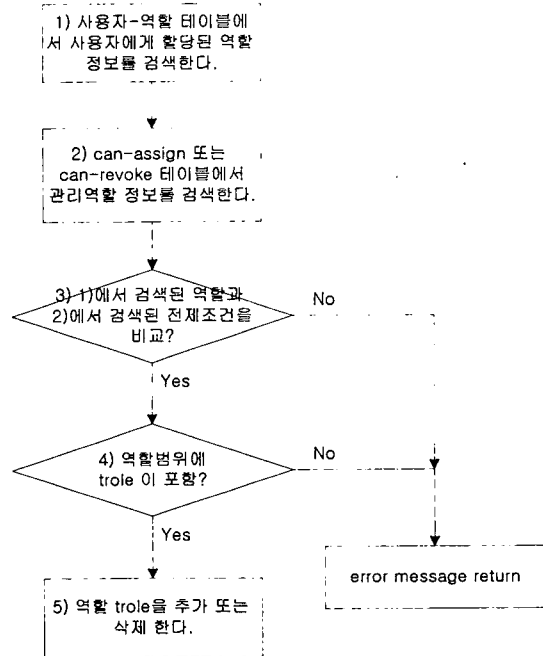 1) 사용자-역할 테이블에
서 사용자에게 할당된 역할
정보를 검색한다.
2) can-assign 또는
can-revoke 테이블에서
관리역할 정보를 검색한다.
3) 1)에서 검색된 역할과
2)에서 검색된 전제조건을
비교?
No
Yes
4) 역할범위에
trole 이 포함?
No
Yes
error message return
5) 역할 trole을 추가 또는
삭제 한다.